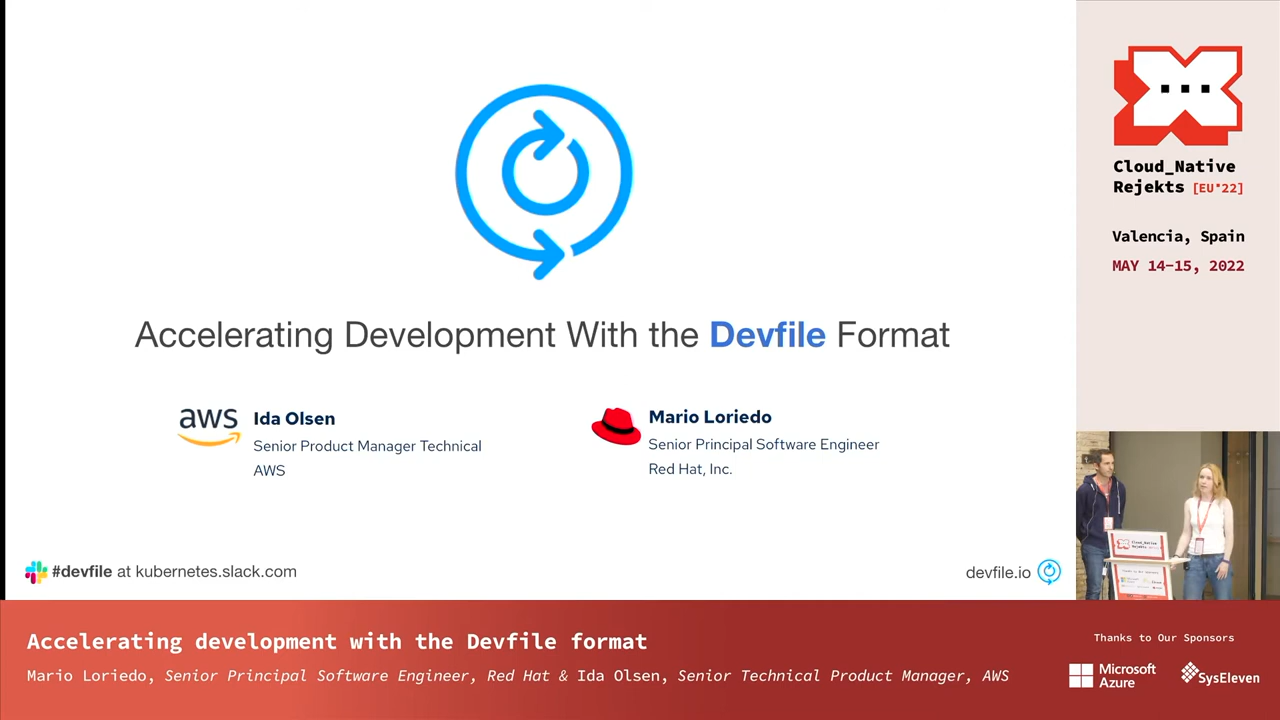 Accelerating Development With the Devfile Format
aws
Ida Olsen
Senior Product Manager Technical
AWS
Mario Loriedo
Senior Principal Software Engineer
Red Hat, Inc.
#devfile at kubernetes.slack.com
devfile.io
Cloud_Native
Rejekts [EU'22]
Valencia, Spain
MAY 14-15, 2022
Cloud_Native
Rejekts
Accelerating development with the Devfile format
Mario Loriedo, Senior Principal Software Engineer, Red Hat & Ida Olsen, Senior Technical Product Manager, AWS
Thanks to Our Sponsors
Microsoft
Azure
SysEleven